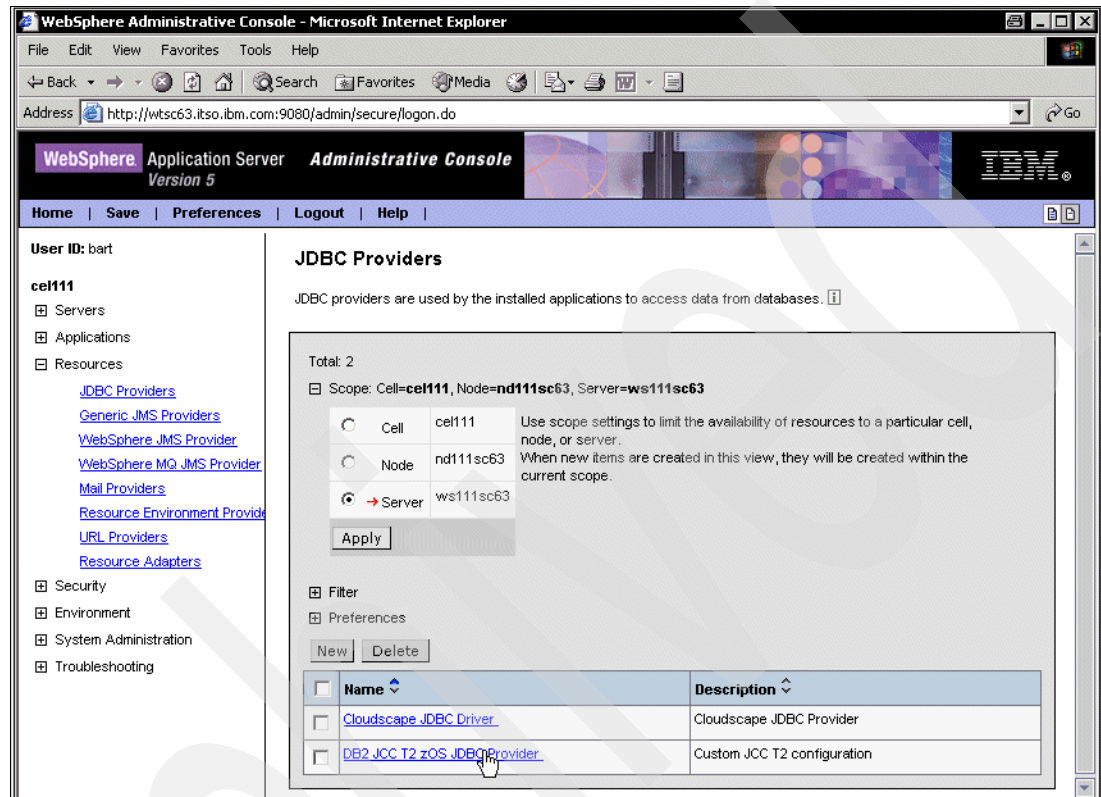 WebSphere Administrative Console - Microsoft Internet Explorer
File Edit View Favorites Tools Help
Back Search Favorites Media
Address http://wtsc63.itso.ibm.com:9080/admin/secure/logon.do Go
WebSphere. Application Server Administrative Console
Version 5
IBM®
Home | Save | Preferences | Logout | Help |
User ID: bart
cel111
Servers
Applications
Resources
JDBC Providers
Generic JMS Providers
WebSphere JMS Provider
WebSphere MQ JMS Provider
Mail Providers
Resource Environment Provide
URL Providers
Resource Adapters
Security
Environment
System Administration
Troubleshooting
JDBC Providers
JDBC providers are used by the installed applications to access data from databases. i
Total: 2
Scope: Cell=cel111, Node=nd111sc63, Server=ws111sc63
Cell cel111
Node nd111sc63
Server ws111sc63
Use scope settings to limit the availability of resources to a particular cell,
node, or server.
When new items are created in this view, they will be created within the
current scope.
Apply
Filter
Preferences
New Delete
Name Description
Cloudscape JDBC Driver Cloudscape JDBC Provider
DB2 JCC T2 zOS JDBC Provider Custom JCC T2 configuration